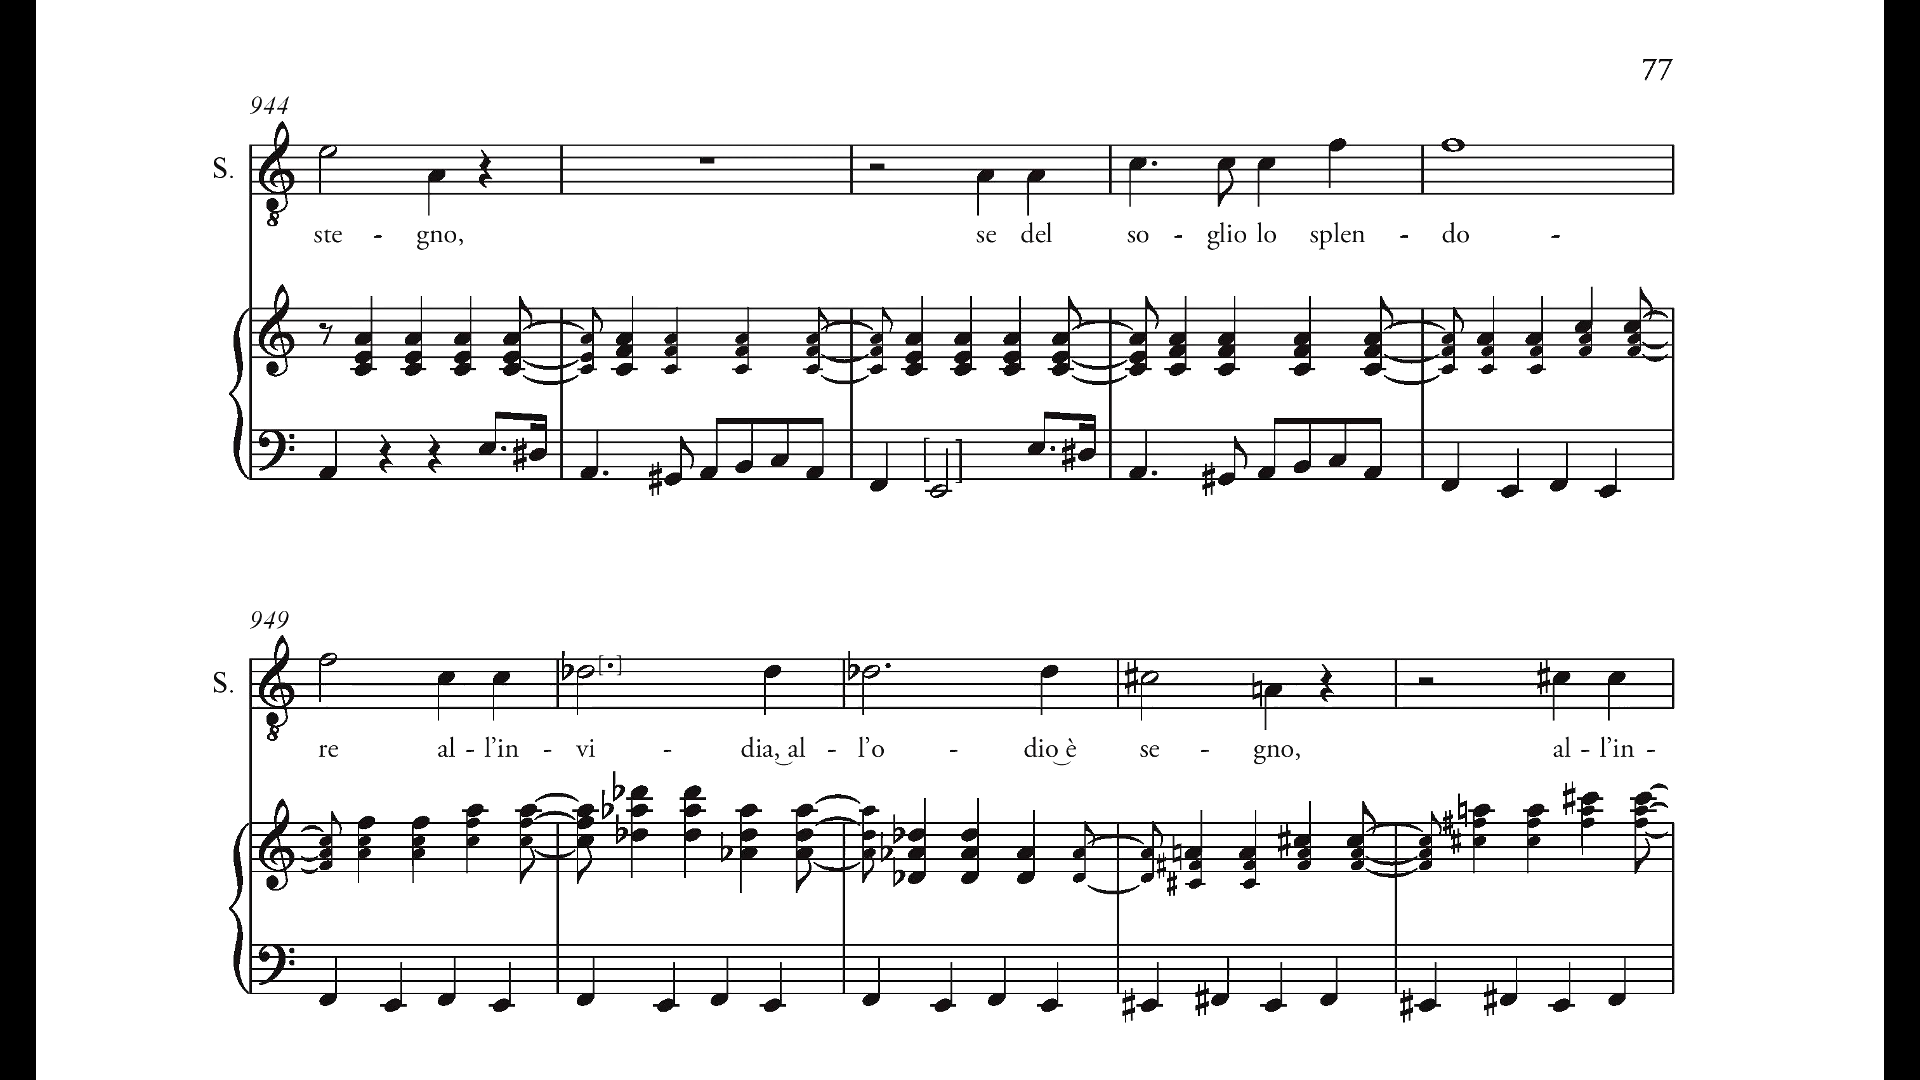 77
944
S.
ste - gno, se del so - glio lo splen - do -
949
S.
re al - l'in - vi - dia, al - l'o - dio è se - gno, al - l'in -